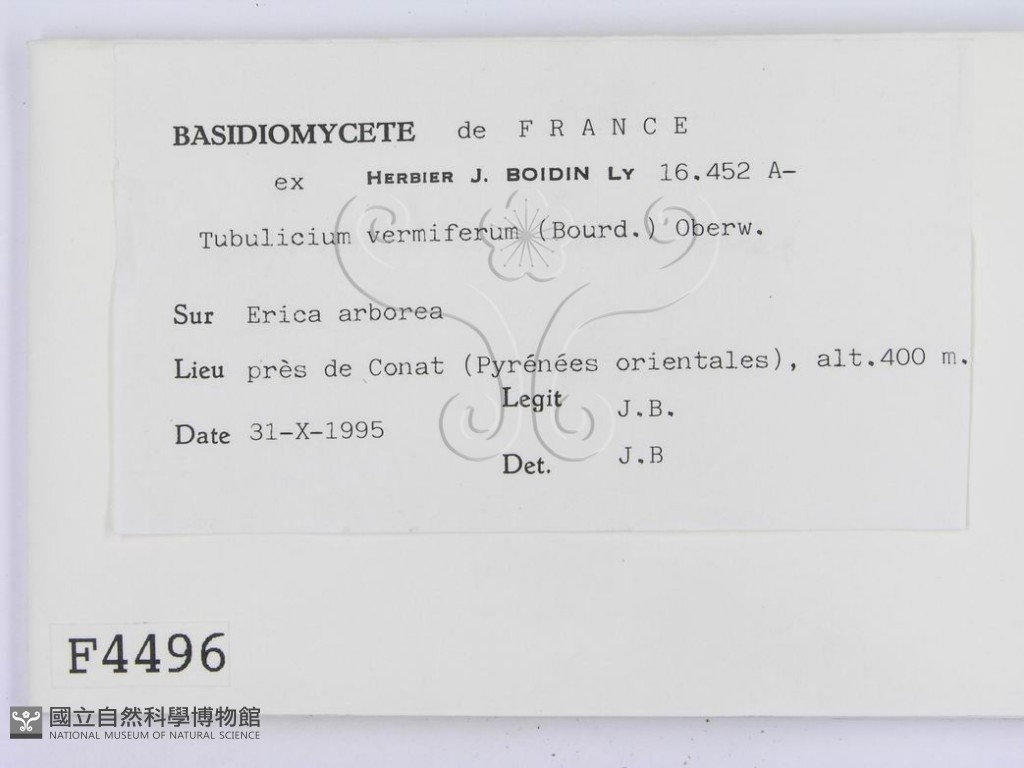 BASIDIOMYCETE de F R A N C E
ex HERBIER J. BOIDIN LY 16.452 A-
Tubulicium vermiferum (Bourd.) Oberw.
Sur Erica arborea
Lieu près de Conat (Pyrénées orientales), alt.400 m.
Legit J.B.
Date 31-X-1995
Det. J.B
F4496
國立自然科學博物館
NATIONAL MUSEUM OF NATURAL SCIENCE